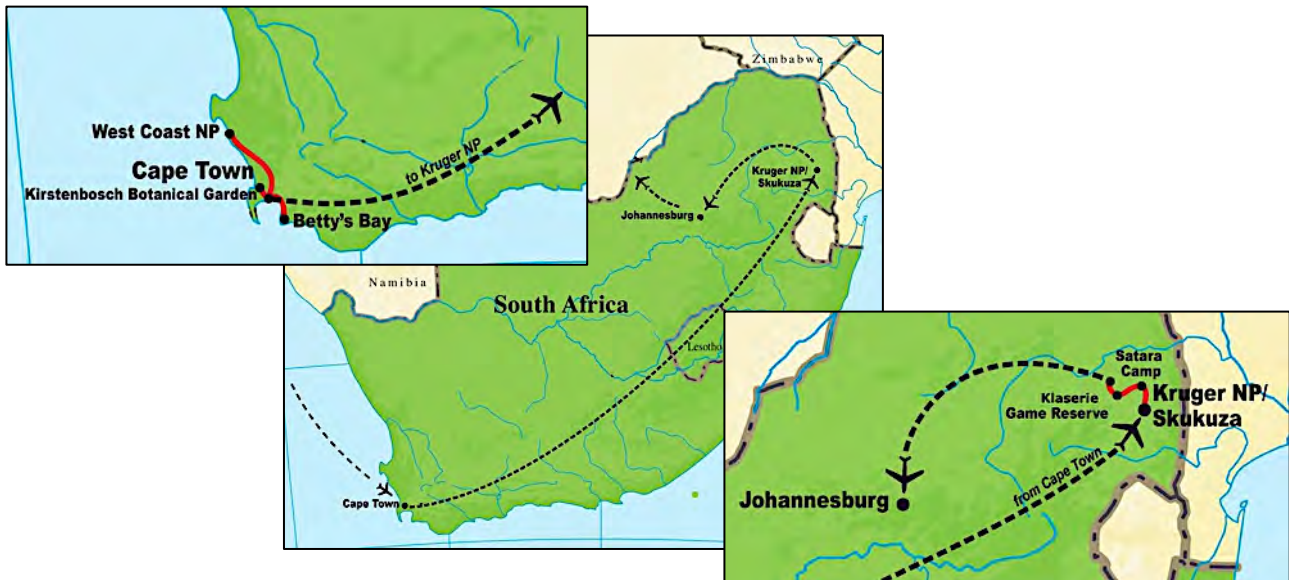 West Coast NP
Cape Town
Kirstenbosch Botanical Garden
Betty's Bay
to Kruger NP
Zimbabwe
Kruger NP/
Skukuza
Johannesburg
Namibia
South Africa
Lesotho
Cape Town
Satara
Camp
Kruger NP/
Skukuza
Klaserie
Game Reserve
from Cape Town
Johannesburg